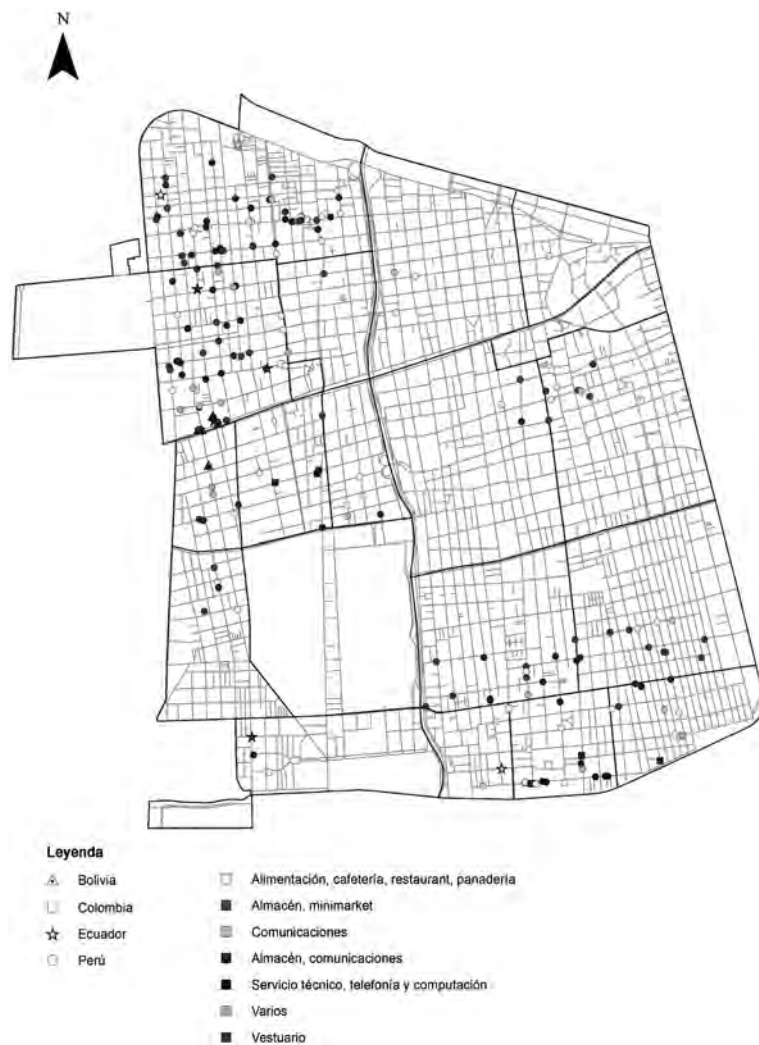 N
Leyenda
Bolivia
Colombia
Ecuador
Perú
Alimentación, cafetería, restaurant, panadería
Almacén, minimarket
Comunicaciones
Almacén, comunicaciones
Servicio técnico, telefonía y computación
Varios
Vestuario